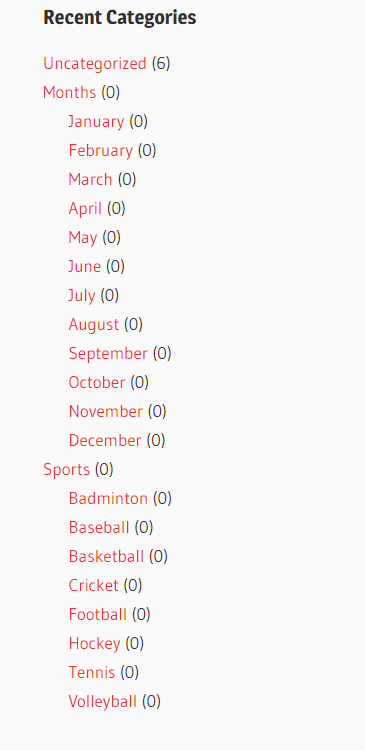 Recent Categories
Uncategorized (6)
Months (0)
January (0)
February (0)
March (0)
April (0)
May (0)
June (0)
July (0)
August (0)
September (0)
October (0)
November (0)
December (0)
Sports (0)
Badminton (0)
Baseball (0)
Basketball (0)
Cricket (0)
Football (0)
Hockey (0)
Tennis (0)
Volleyball (0)